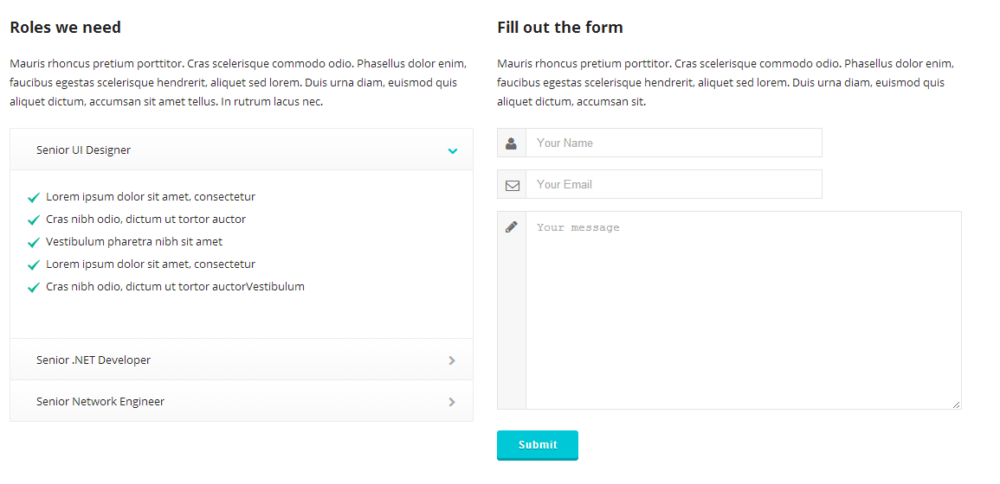 Roles we need
Mauris rhoncus pretium porttitor. Cras scelerisque commodo odio. Phasellus dolor enim,
faucibus egestas scelerisque hendrerit, aliquet sed lorem. Duis urna diam, euismod quis
aliquet dictum, accumsan sit amet tellus. In rutrum lacus nec.
Senior UI Designer
Lorem ipsum dolor sit amet, consectetur
Cras nibh odio, dictum ut tortor auctor
Vestibulum pharetra nibh sit amet
Lorem ipsum dolor sit amet, consectetur
Cras nibh odio, dictum ut tortor auctorVestibulum
Senior .NET Developer
Senior Network Engineer
Fill out the form
Mauris rhoncus pretium porttitor. Cras scelerisque commodo odio. Phasellus dolor enim,
faucibus egestas scelerisque hendrerit, aliquet sed lorem. Duis urna diam, euismod quis
aliquet dictum, accumsan sit.
Your Name
Your Email
Your message
Submit